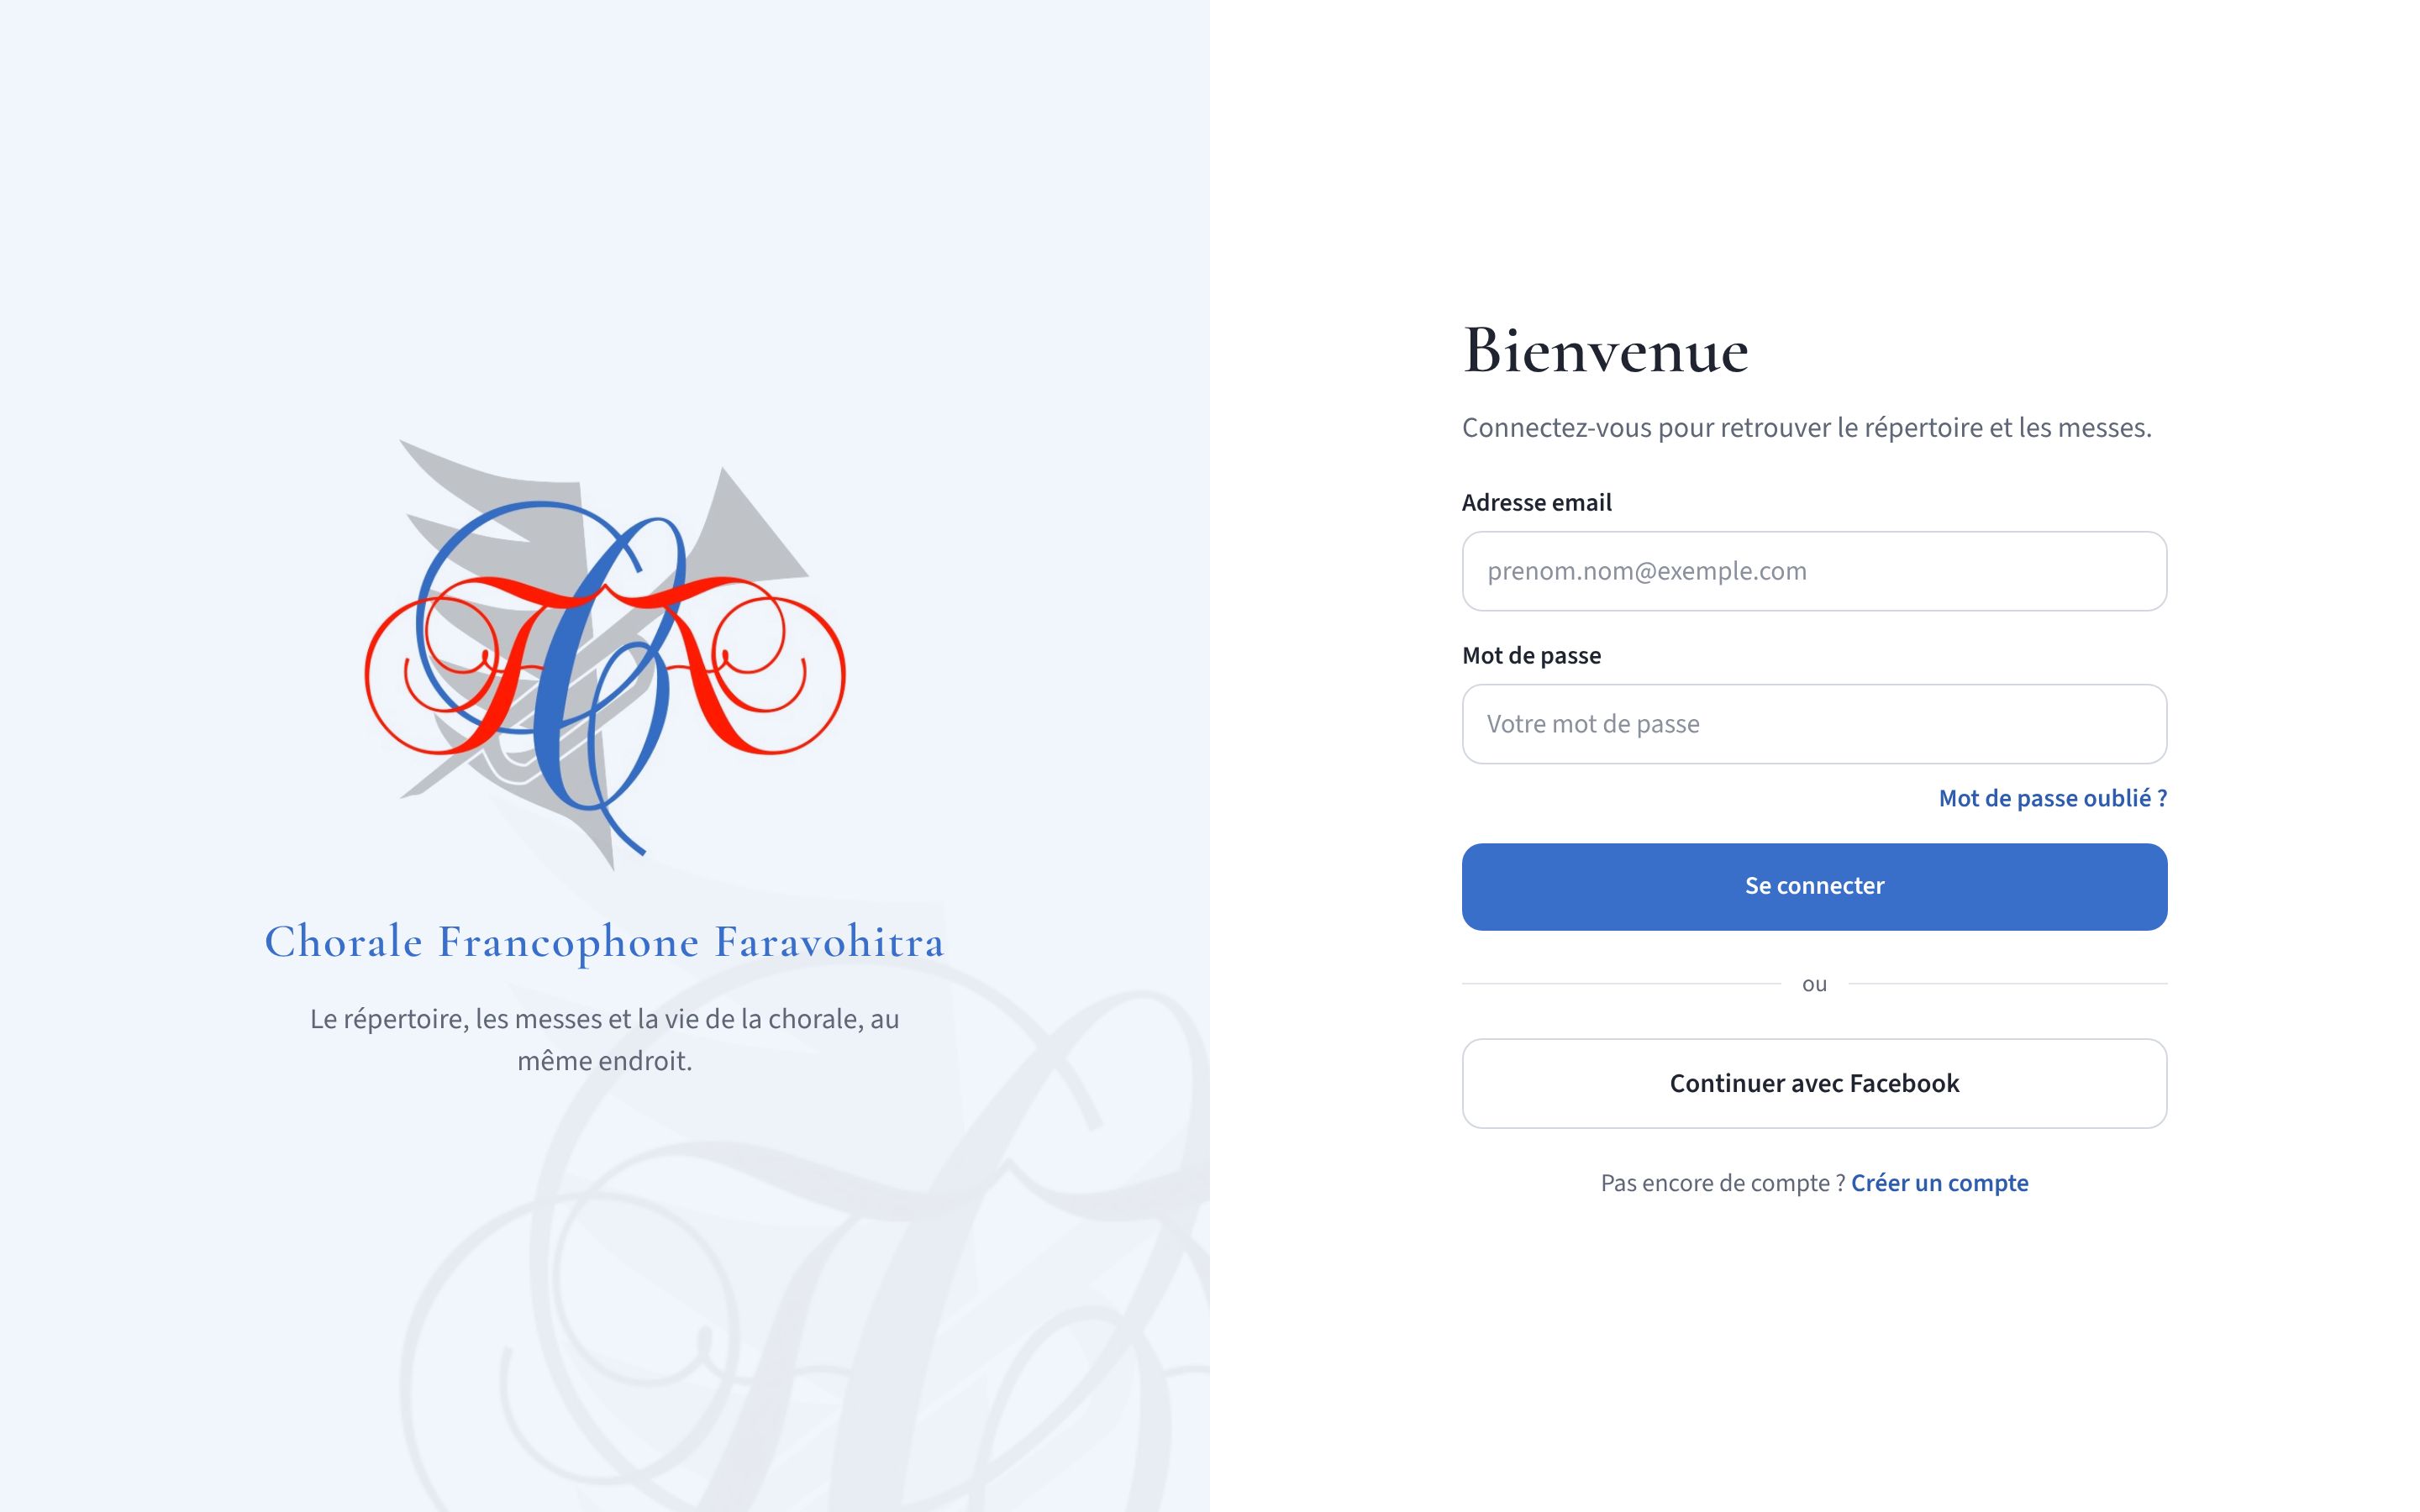 Chorale Francophone Faravohitra
Le répertoire, les messes et la vie de la chorale, au
même endroit.
Bienvenue
Connectez-vous pour retrouver le répertoire et les messes.
Adresse email
prenom.nom@exemple.com
Mot de passe
Votre mot de passe
Mot de passe oublié ?
Se connecter
ou
Continuer avec Facebook
Pas encore de compte ? Créer un compte